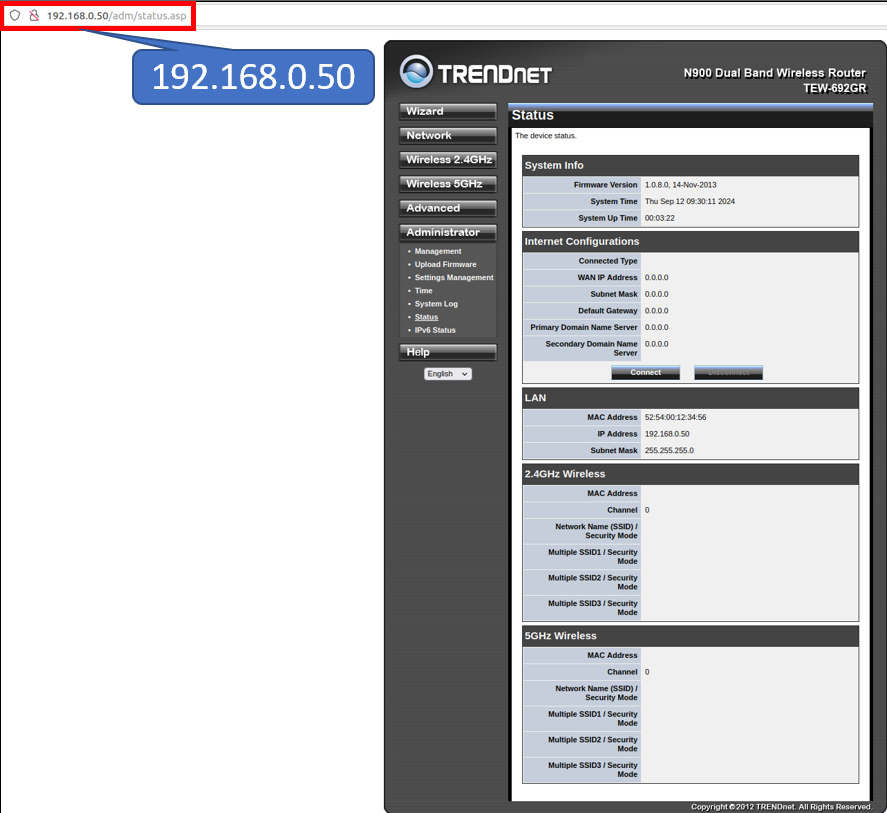 192.168.0.50/adm/status.asp
192.168.0.50
TRENDNET
N900 Dual Band Wireless Router
TEW-692GR
Wizard
Network
Wireless 2.4GHz
Wireless 5GHz
Advanced
Administrator
Management
Upload Firmware
Settings Management
Time
System Log
Status
IPv6 Status
Help
English
Status
The device status.
System Info
Firmware Version 1.0.8.0, 14-Nov-2013
System Time Thu Sep 12 09:30:11 2024
System Up Time 00:03:22
Internet Configurations
Connected Type
WAN IP Address 0.0.0.0
Subnet Mask 0.0.0.0
Default Gateway 0.0.0.0
Primary Domain Name Server 0.0.0.0
Secondary Domain Name 0.0.0.0
Server
Connect Disconnect
LAN
MAC Address 52:54:00:12:34:56
IP Address 192.168.0.50
Subnet Mask 255.255.255.0
2.4GHz Wireless
MAC Address
Channel 0
Network Name (SSID) /
Security Mode
Multiple SSID1 / Security
Mode
Multiple SSID2 / Security
Mode
Multiple SSID3 / Security
Mode
5GHz Wireless
MAC Address
Channel 0
Network Name (SSID) /
Security Mode
Multiple SSID1 / Security
Mode
Multiple SSID2 / Security
Mode
Multiple SSID3 / Security
Mode
Copyright © 2012 TRENDnet. All Rights Reserved.